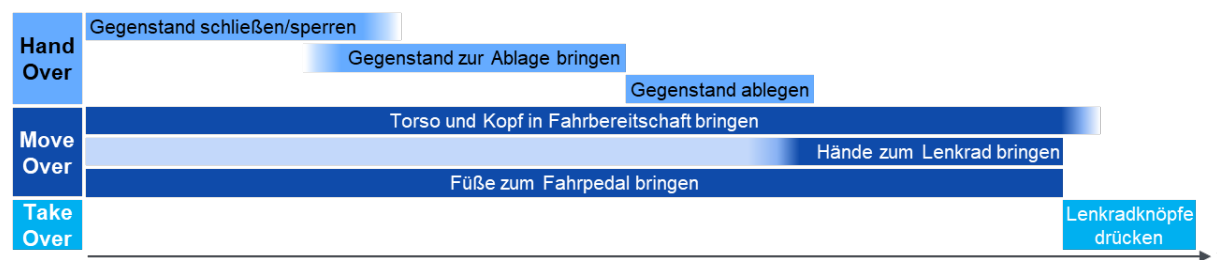 Hand
Over
Gegenstand schließen/sperren
Gegenstand zur Ablage bringen
Gegenstand ablegen
Move
Over
Torso und Kopf in Fahrbereitschaft bringen
Hände zum Lenkrad bringen
Füße zum Fahrpedal bringen
Take
Over
Lenkradknöpfe
drücken